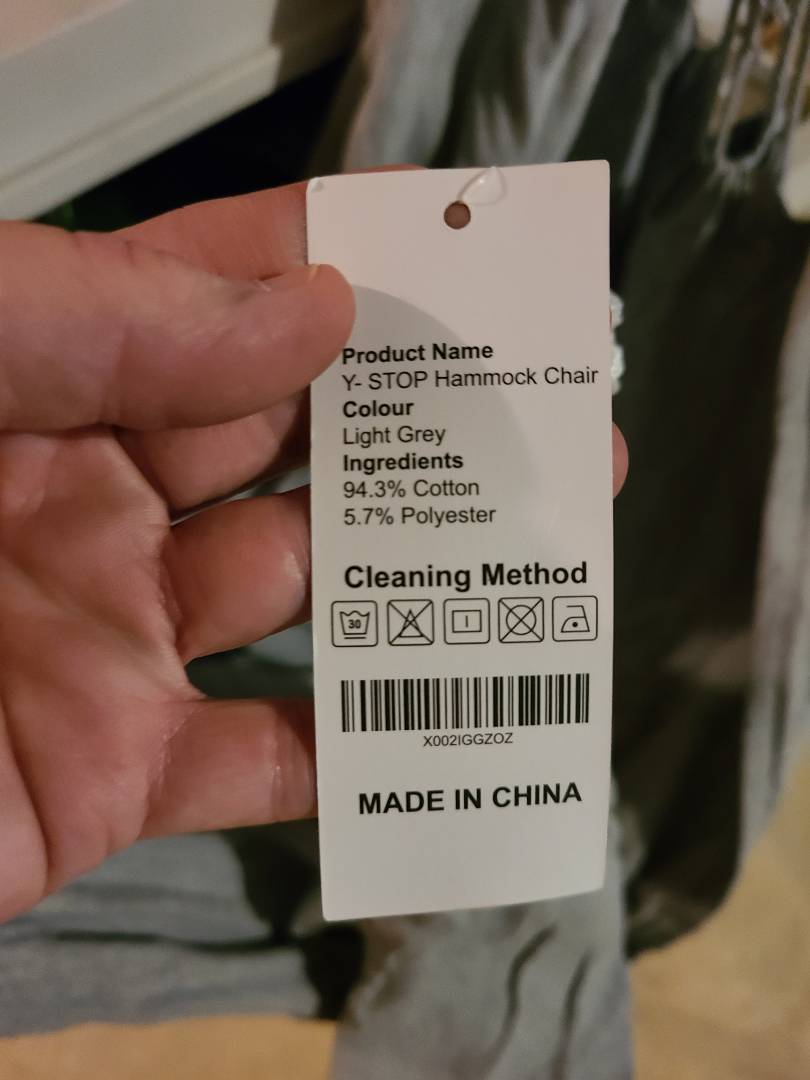 Product Name
Y- STOP Hammock Chair
Colour
Light Grey
Ingredients
94.3% Cotton
5.7% Polyester
Cleaning Method
30
X002IGGZOZ
MADE IN CHINA